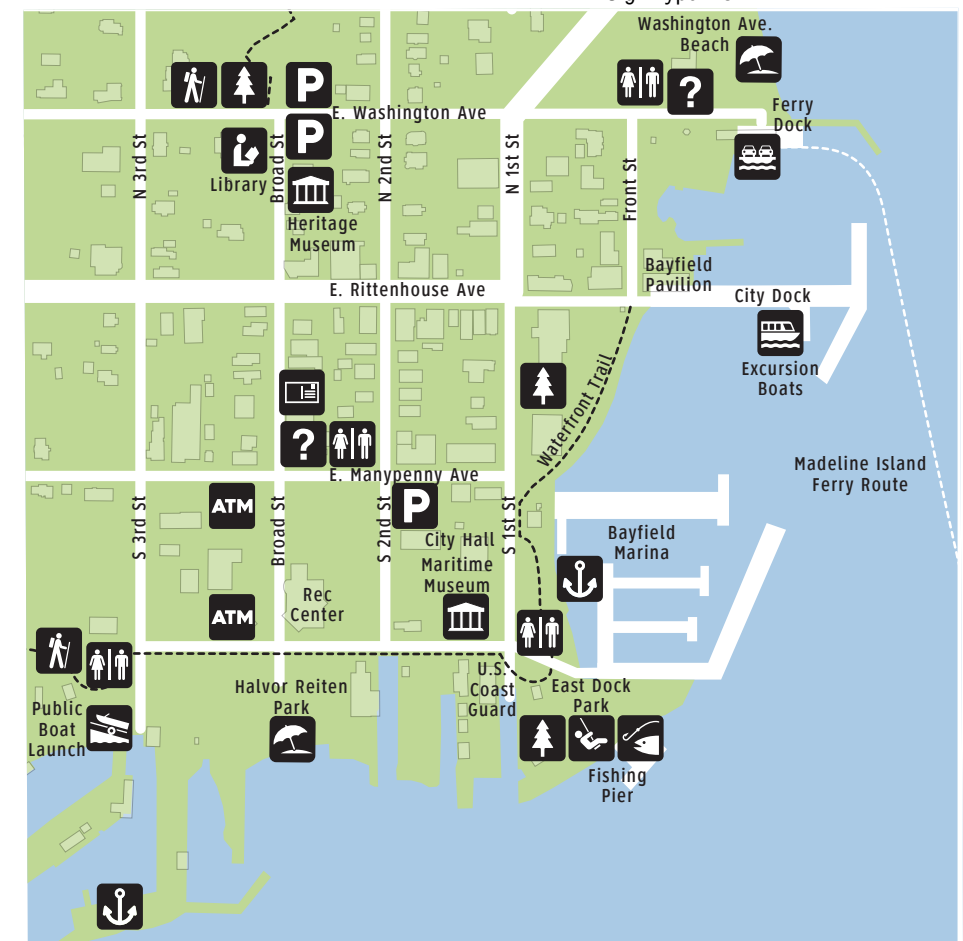 Washington Ave.
Beach
P
?
E. Washington Ave
Ferry
Dock
P
N 3rd St
Library
Broad St
N 2nd St
N 1st St
Front St
Heritage
Museum
Bayfield
Pavilion
E. Rittenhouse Ave
City Dock
Excursion
Boats
Waterfront Trail
?
E. Manypenny Ave
Madeline Island
Ferry Route
ATM
P
S 3rd St
Broad St
S 2nd St
S 1st St
City Hall
Maritime
Museum
Bayfield
Marina
Rec
Center
ATM
U.S.
Coast
Guard
Halvor Reiten
Park
East Dock
Park
Public
Boat
Launch
Fishing
Pier